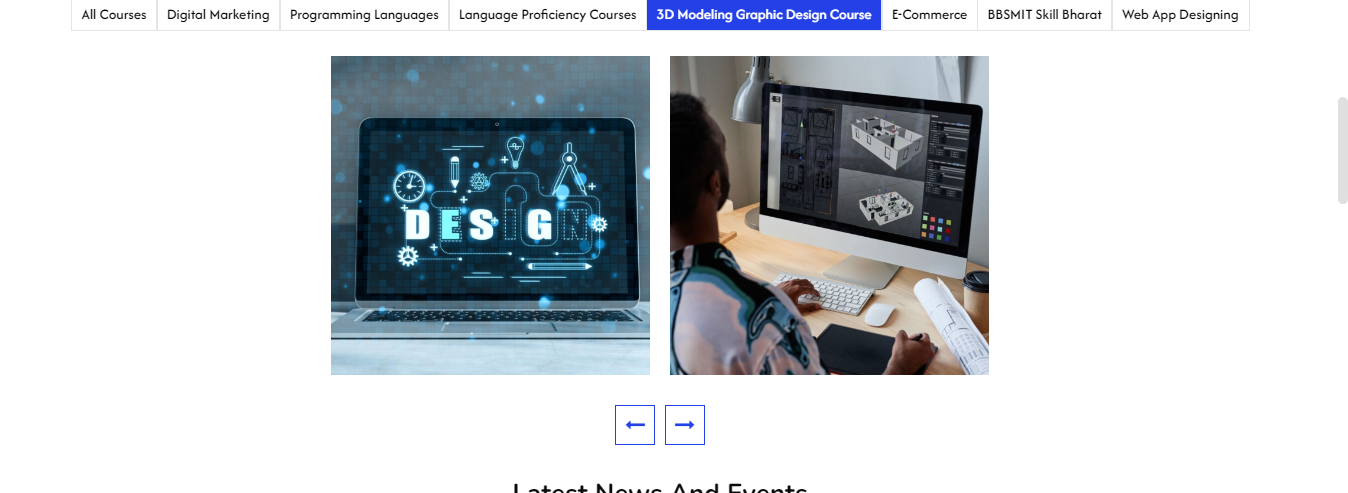 All Courses
Digital Marketing
Programming Languages
Language Proficiency Courses
3D Modeling Graphic Design Course
E-Commerce
BBSMIT Skill Bharat
Web App Designing
DESIGN
Latest News And Events